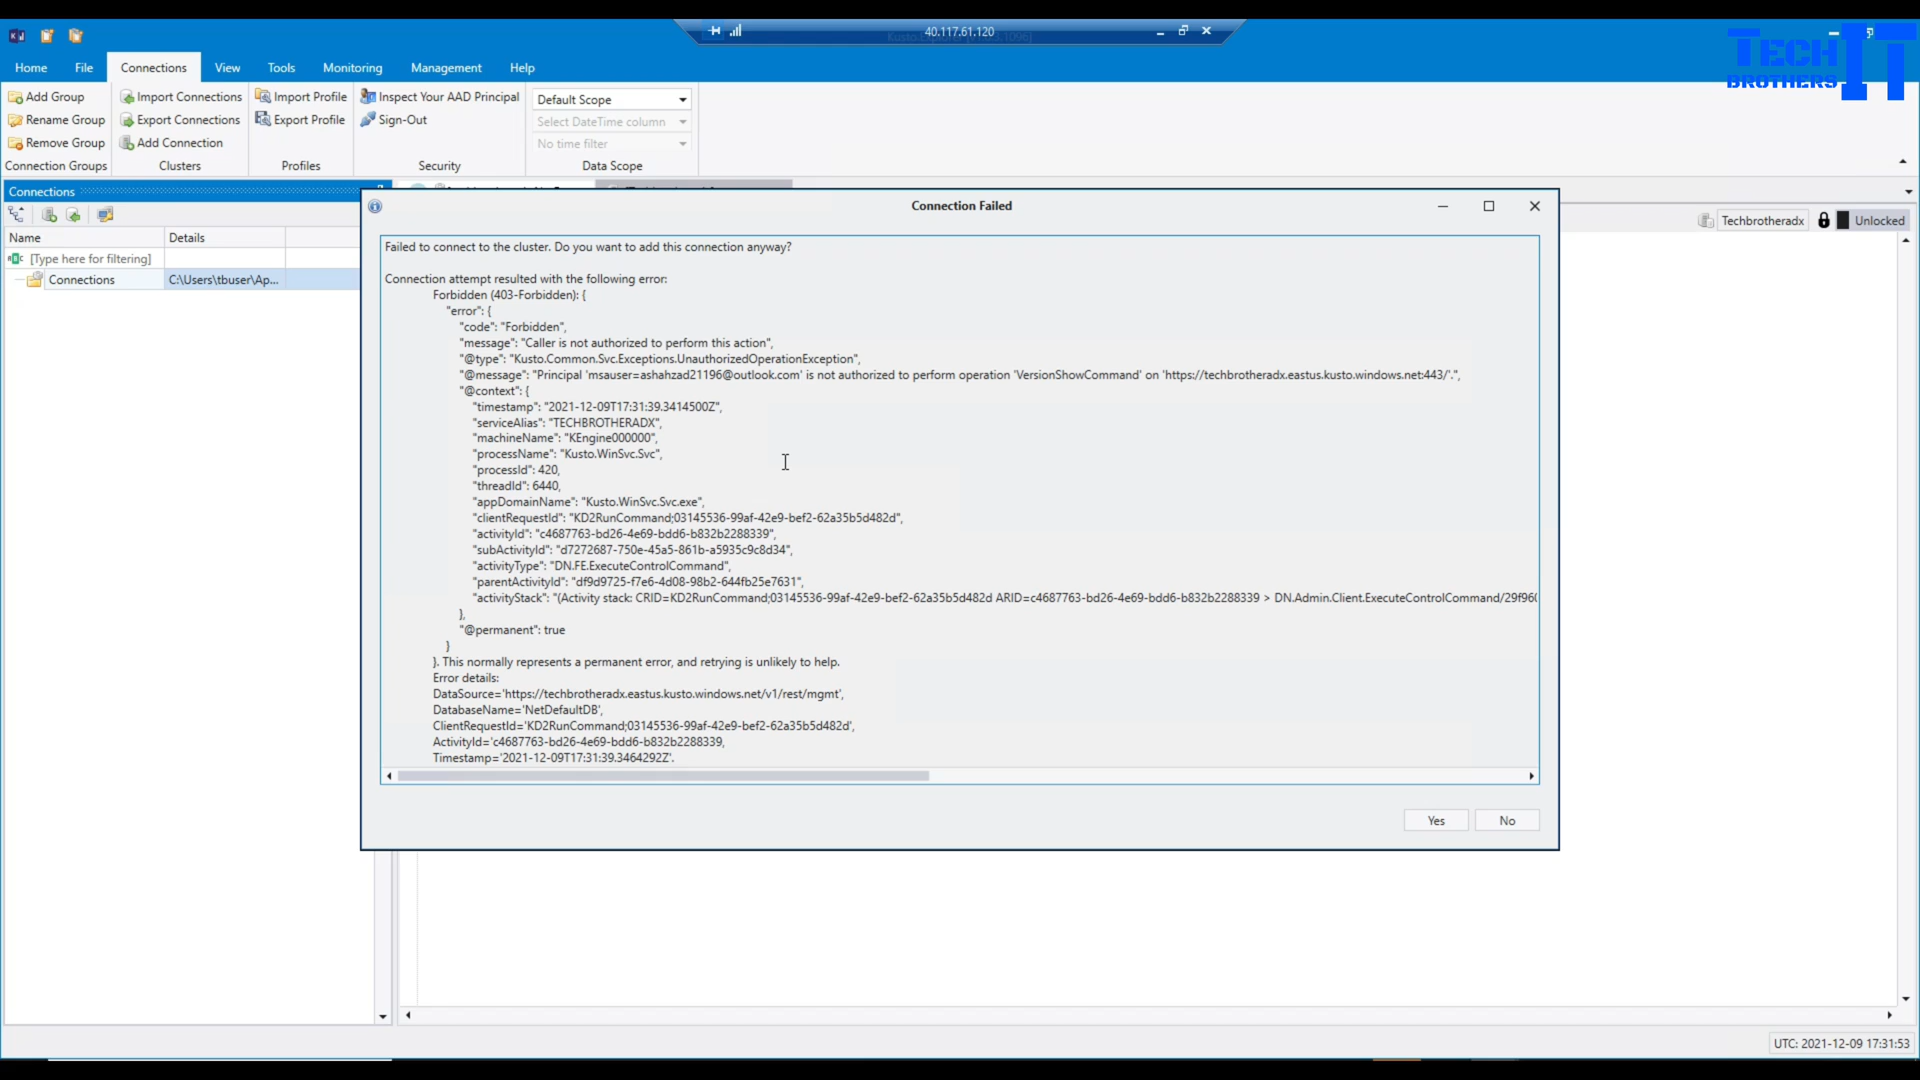 40.117.61.120
TECH IT
BROTHERS
Home File Connections View Tools Monitoring Management Help
Add Group Import Connections Import Profile Inspect Your AAD Principal Default Scope
Rename Group Export Connections Export Profile Sign-Out Select DateTime column
Remove Group Add Connection No time filter
Connection Groups Clusters Profiles Security Data Scope
Connections
Connection Failed
Techbrotheradx Unlocked
Name Details
[Type here for filtering]
Connections C:\Users\tbuser\Ap...
Failed to connect to the cluster. Do you want to add this connection anyway?
Connection attempt resulted with the following error:
Forbidden (403-Forbidden): {
"error": {
"code": "Forbidden",
"message": "Caller is not authorized to perform this action",
"@type": "Kusto.Common.Svc.Exceptions.UnauthorizedOperationException",
"@message": "Principal 'msauser=ashahzad21196@outlook.com' is not authorized to perform operation 'VersionShowCommand' on 'https://techbrotheradx.eastus.kusto.windows.net:443/'.",
"@context": {
"timestamp": "2021-12-09T17:31:39.3414500Z",
"serviceAlias": "TECHBROTHERADX",
"machineName": "KEngine000000",
"processName": "Kusto.WinSvc.Svc",
"processId": 420,
"threadId": 6440,
"appDomainName": "Kusto.WinSvc.Svc.exe",
"clientRequestId": "KD2RunCommand;03145536-99af-42e9-bef2-62a35b5d482d",
"activityId": "c4687763-bd26-4e69-bdd6-b832b2288339",
"subActivityId": "d7272687-750e-45a5-861b-a5935c9c8d34",
"activityType": "DN.FE.ExecuteControlCommand",
"parentActivityId": "df9d9725-f7e6-4d08-98b2-644fb25e7631",
"activityStack": "(Activity stack: CRID=KD2RunCommand;03145536-99af-42e9-bef2-62a35b5d482d ARID=c4687763-bd26-4e69-bdd6-b832b2288339 > DN.Admin.Client.ExecuteControlCommand/29f960
},
"@permanent": true
}
}. This normally represents a permanent error, and retrying is unlikely to help.
Error details:
DataSource='https://techbrotheradx.eastus.kusto.windows.net/v1/rest/mgmt',
DatabaseName='NetDefaultDB',
ClientRequestId='KD2RunCommand;03145536-99af-42e9-bef2-62a35b5d482d',
ActivityId='c4687763-bd26-4e69-bdd6-b832b2288339,
Timestamp='2021-12-09T17:31:39.3464292Z'.
Yes No
UTC: 2021-12-09 17:31:53